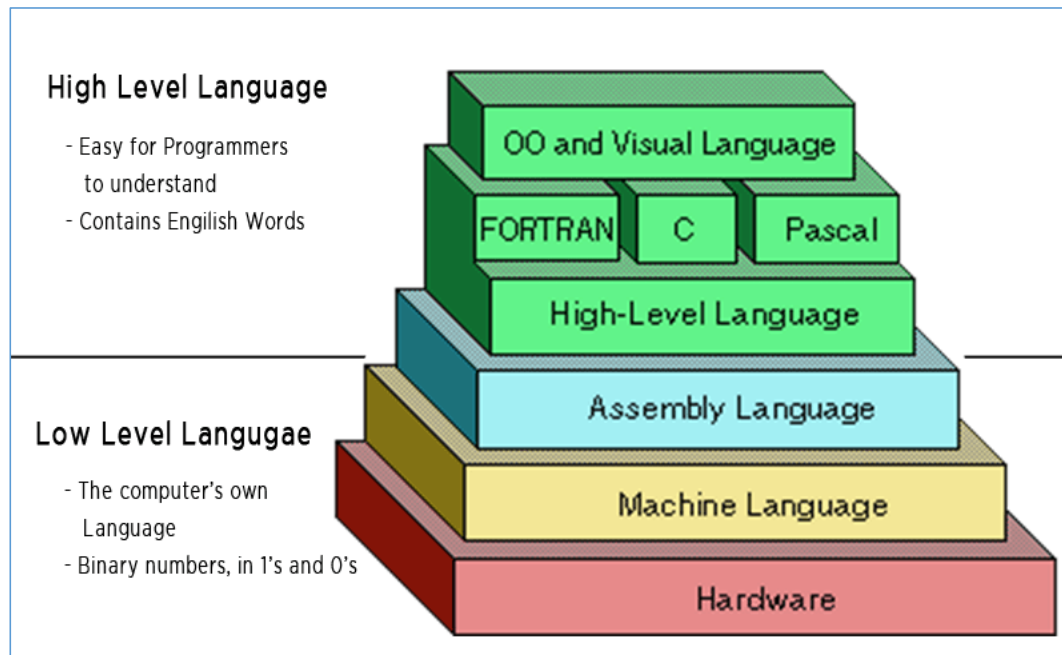 High Level Language
- Easy for Programmers
to understand
- Contains Engilish Words
OO and Visual Language
FORTRAN C Pascal
High-Level Language
Assembly Language
Low Level Langugae
- The computer's own
Language
- Binary numbers, in 1's and 0's
Machine Language
Hardware